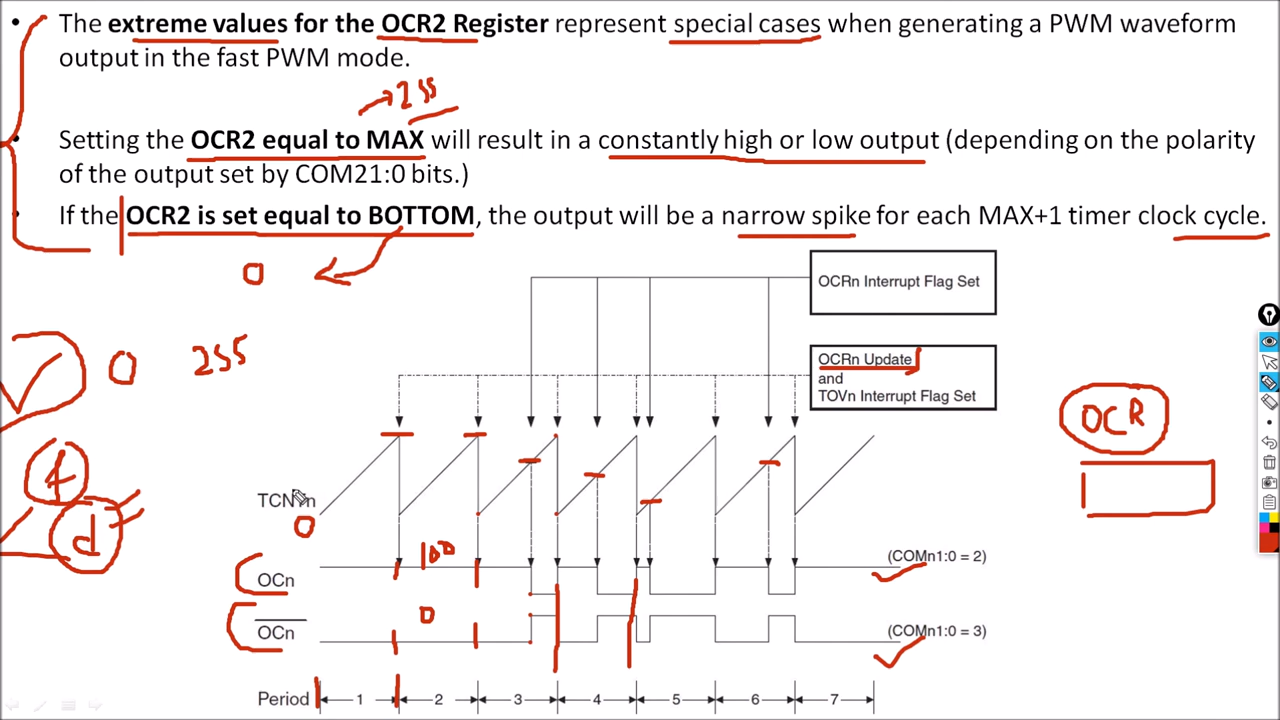 • The extreme values for the OCR2 Register represent special cases when generating a PWM waveform
output in the fast PWM mode.
→255
• Setting the OCR2 equal to MAX will result in a constantly high or low output (depending on the polarity
of the output set by COM21:0 bits.)
• If the OCR2 is set equal to BOTTOM, the output will be a narrow spike for each MAX+1 timer clock cycle.
0
OCRn Interrupt Flag Set
0 255
OCRn Update
and
TOVn Interrupt Flag Set
OCR
f
d
TCNTn
0
100
OCn
(COMn1:0 = 2)
0
OCn
(COMn1:0 = 3)
Period 1 2 3 4 5 6 7